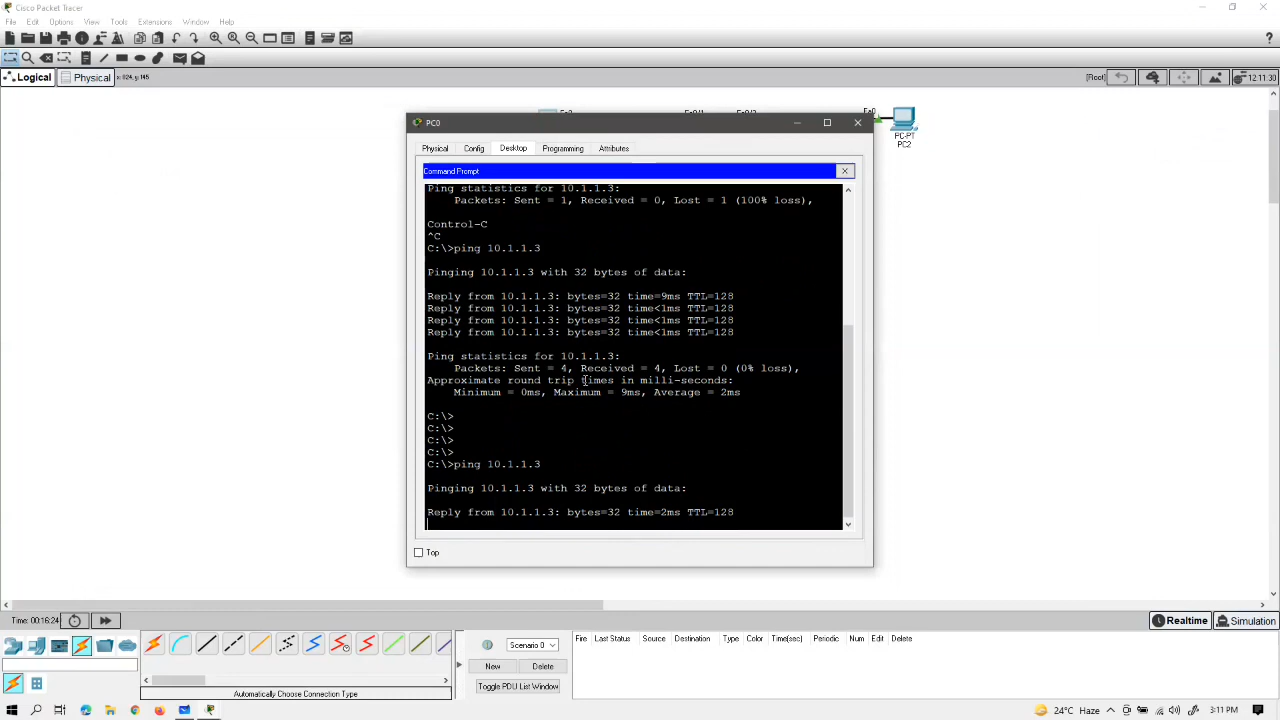 Cisco Packet Tracer
File Edit Options View Tools Extensions Window Help
Logical Physical x: 824, y:145
[Root] 12:11:30
PC0
Fa0
PC-PT
PC2
Physical Config Desktop Programming Attributes
Command Prompt
Ping statistics for 10.1.1.3:
Packets: Sent = 1, Received = 0, Lost = 1 (100% loss),
Control-C
^C
C:\>ping 10.1.1.3
Pinging 10.1.1.3 with 32 bytes of data:
Reply from 10.1.1.3: bytes=32 time=9ms TTL=128
Reply from 10.1.1.3: bytes=32 time<1ms TTL=128
Reply from 10.1.1.3: bytes=32 time<1ms TTL=128
Reply from 10.1.1.3: bytes=32 time<1ms TTL=128
Ping statistics for 10.1.1.3:
Packets: Sent = 4, Received = 4, Lost = 0 (0% loss),
Approximate round trip times in milli-seconds:
Minimum = 0ms, Maximum = 9ms, Average = 2ms
C:\>
C:\>
C:\>
C:\>
C:\>ping 10.1.1.3
Pinging 10.1.1.3 with 32 bytes of data:
Reply from 10.1.1.3: bytes=32 time=2ms TTL=128
Top
Time: 00:16:24
Realtime Simulation
Scenario 0
New Delete
Toggle PDU List Window
Fire Last Status Source Destination Type Color Time(sec) Periodic Num Edit Delete
Automatically Choose Connection Type
24°C Haze 3:11 PM